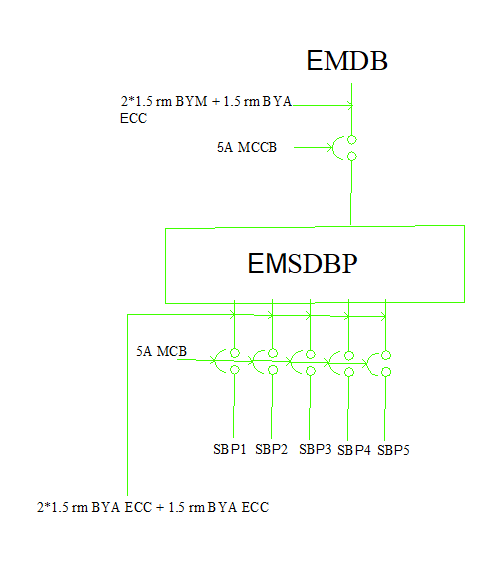 EMDB
2*1.5 rm BYM + 1.5 rm BYA
ECC
5A MCCB
EMSDBP
5A MCB
SBP1 SBP2 SBP3 SBP4 SBP5
2*1.5 rm BYA ECC + 1.5 rm BYA ECC